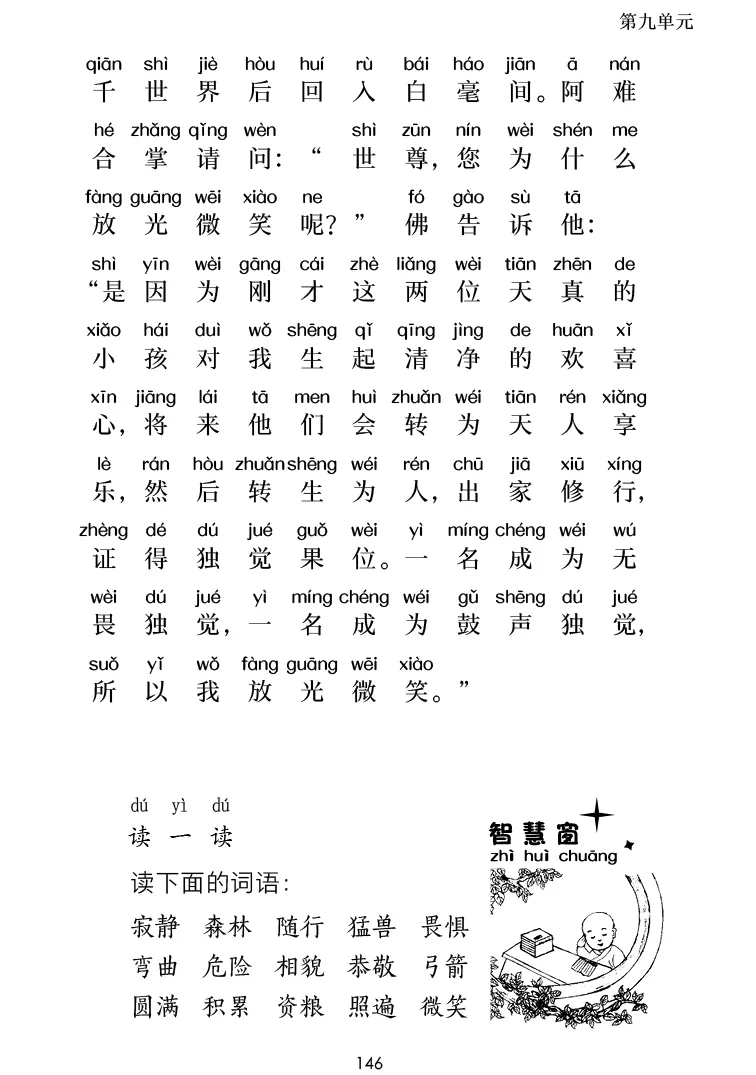 第九单元
qiān shì jiè hòu huí rù bái háo jiān ā nán
千世界后回入白毫间。阿难
hé zhǎng qǐng wèn shì zūn nín wèi shén me
合掌请问：“世尊，您为什么
fàng guāng wēi xiào ne fó gào sù tā
放光微笑呢？”佛告诉他：
shì yīn wèi gāng cái zhè liǎng wèi tiān zhēn de
“是因为刚才这两位天真的
xiǎo hái duì wǒ shēng qǐ qīng jìng de huān xǐ
小孩对我生起清净的欢喜
xīn jiāng lái tā men huì zhuǎn wéi tiān rén xiǎng
心，将来他们会转为天人享
lè rán hòu zhuǎn shēng wéi rén chū jiā xiū xíng
乐，然后转生为人，出家修行，
zhèng dé dú jué guǒ wèi yì míng chéng wéi wú
证得独觉果位。一名成为无
wèi dú jué yì míng chéng wéi gǔ shēng dú jué
畏独觉，一名成为鼓声独觉，
suǒ yǐ wǒ fàng guāng wēi xiào
所以我放光微笑。”
dú yì dú
读一读
读下面的词语：
寂静 森林 随行 猛兽 畏惧
弯曲 危险 相貌 恭敬 弓箭
圆满 积累 资粮 照遍 微笑
智慧窗
zhì huì chuāng
146